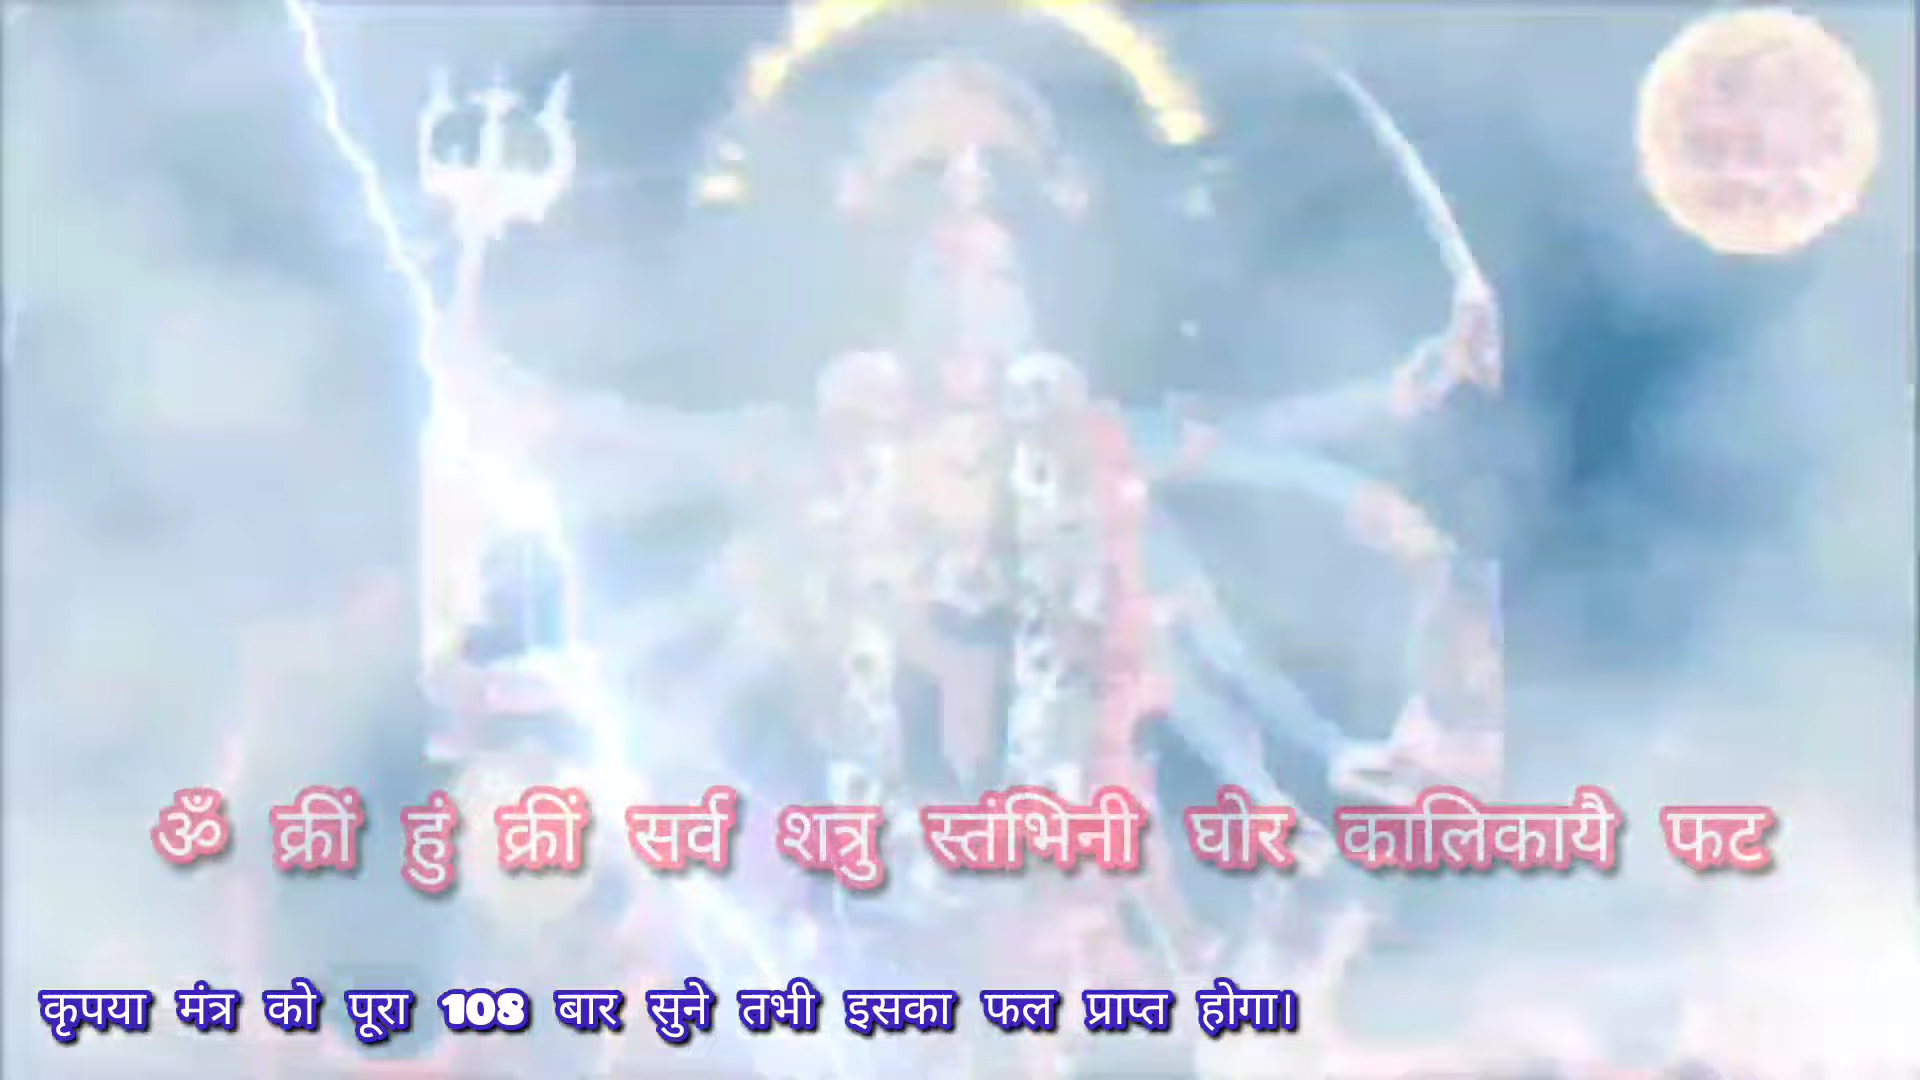 ॐ क्रीं हुं क्रीं सर्व शत्रु स्तंभिनी घोर कालिकायै फट
कृपया मंत्र को पूरा 108 बार सुने तभी इसका फल प्राप्त होगा।